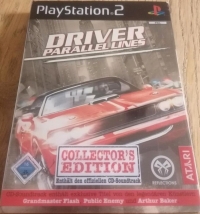 PlayStation 2
DRIVER
PARALLEL LINES
COLLECTOR'S
EDITION
Enthält den offiziellen CD-Soundtrack
ATARI
REFLECTIONS
Grandmaster Flash Public Enemy Arthur Baker